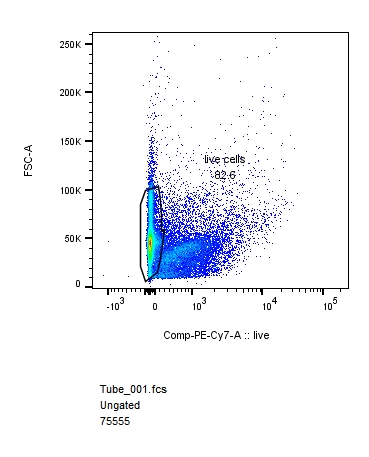 250K
200K
150K
100K
50K
0
FSC-A
live cells
82.6
-10³
0
10³
10⁴
10⁵
Comp-PE-Cy7-A :: live
Tube_001.fcs
Ungated
75555